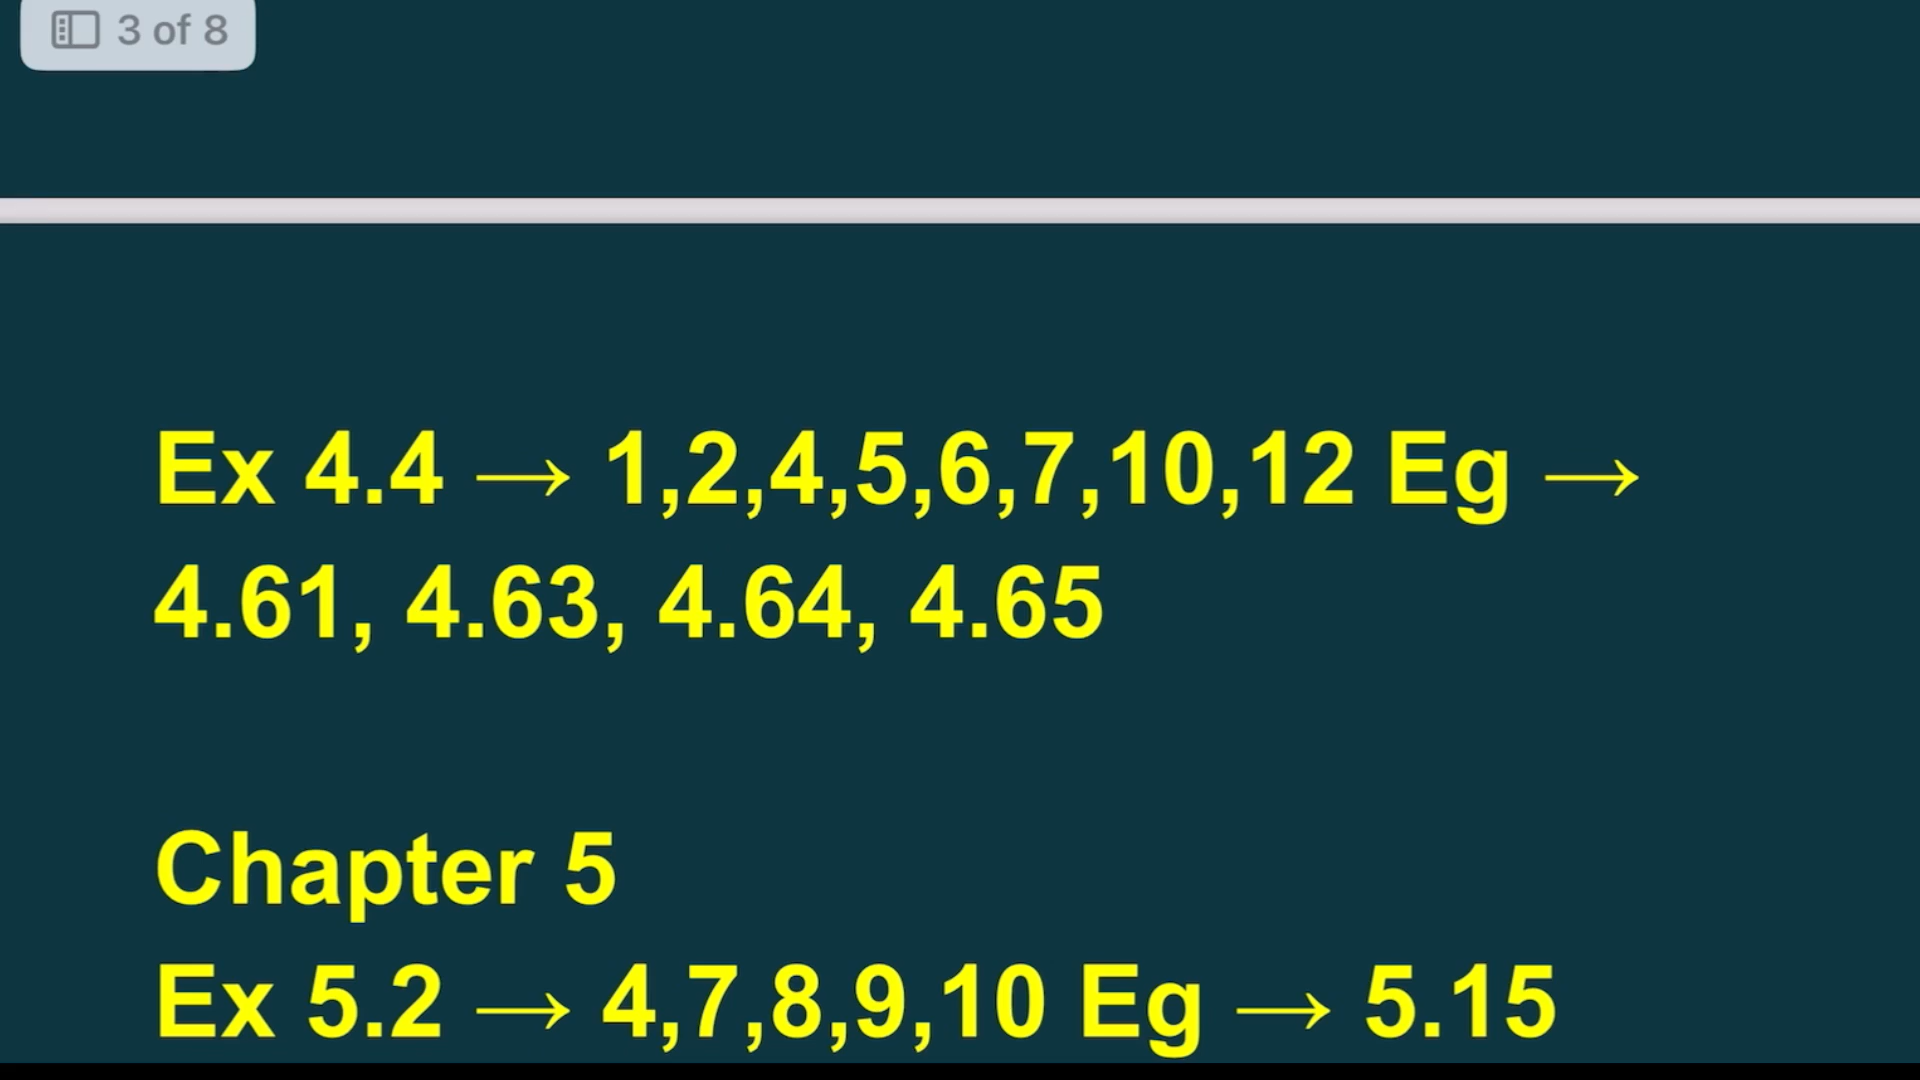 3 of 8
Ex 4.4 → 1,2,4,5,6,7,10,12 Eg →
4.61, 4.63, 4.64, 4.65
Chapter 5
Ex 5.2 → 4,7,8,9,10 Eg → 5.15